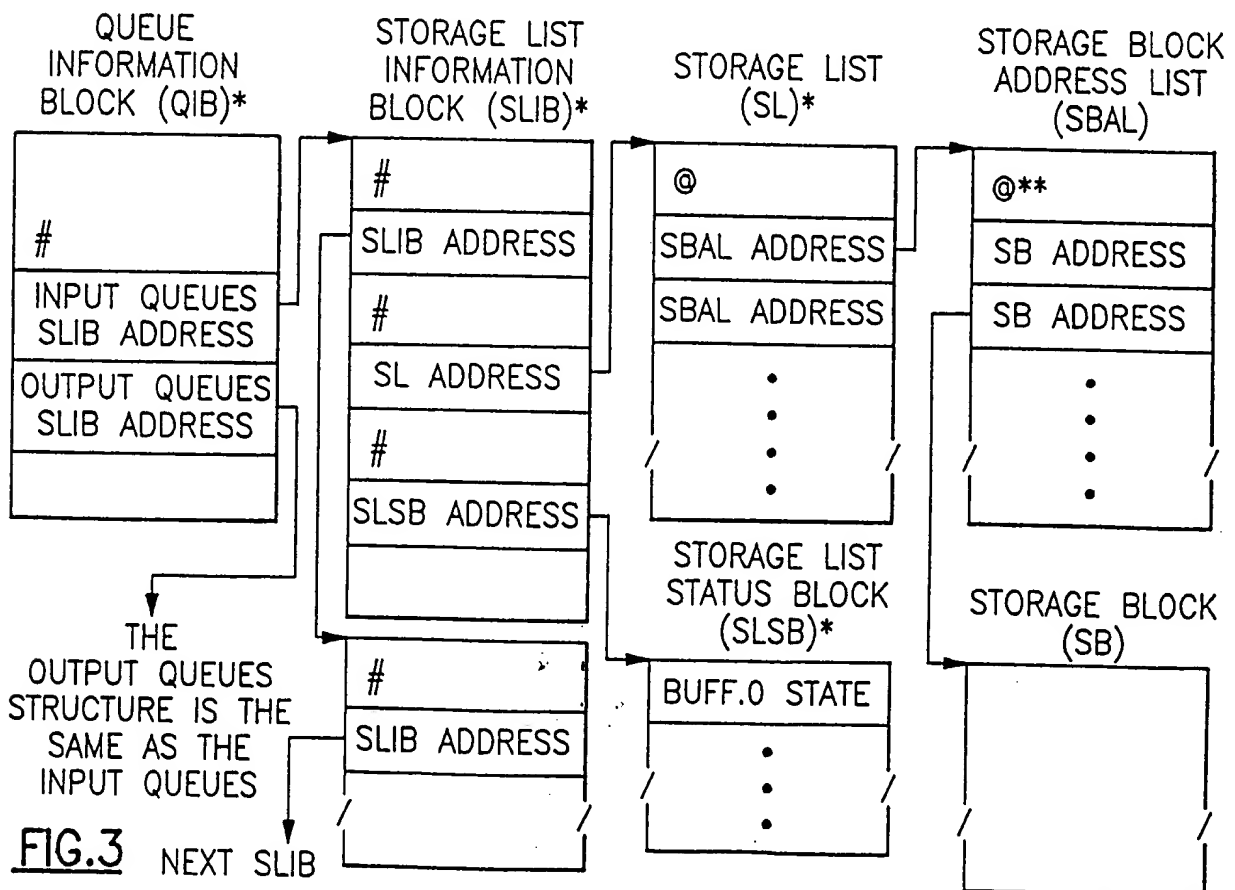 QUEUE
INFORMATION
BLOCK (QIB)*
#
INPUT QUEUES
SLIB ADDRESS
OUTPUT QUEUES
SLIB ADDRESS
THE
OUTPUT QUEUES
STRUCTURE IS THE
SAME AS THE
INPUT QUEUES
STORAGE LIST
INFORMATION
BLOCK (SLIB)*
#
SLIB ADDRESS
#
SL ADDRESS
#
SLSB ADDRESS
#
SLIB ADDRESS
NEXT SLIB
STORAGE LIST
(SL)*
@
SBAL ADDRESS
SBAL ADDRESS
STORAGE LIST
STATUS BLOCK
(SLSB)*
BUFF.0 STATE
STORAGE BLOCK
ADDRESS LIST
(SBAL)
@**
SB ADDRESS
SB ADDRESS
STORAGE BLOCK
(SB)
FIG.3